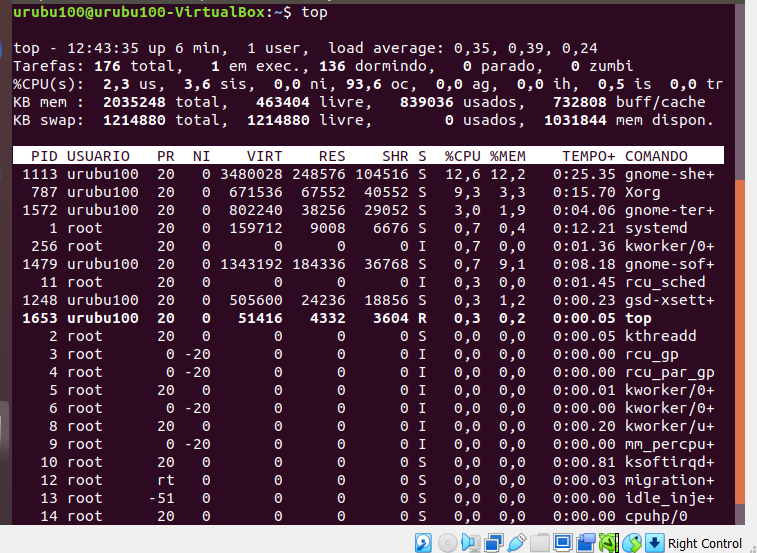 urubu100@urubu100-VirtualBox:~$ top
top - 12:43:35 up 6 min,  1 user,  load average: 0,35, 0,39, 0,24
Tarefas: 176 total,   1 em exec., 136 dormindo,   0 parado,   0 zumbi
%CPU(s):  2,3 us,  3,6 sis,  0,0 ni, 93,6 oc,  0,0 ag,  0,0 ih,  0,5 is  0,0 tr
KB mem :  2035248 total,   463404 livre,   839036 usados,   732808 buff/cache
KB swap:  1214880 total,  1214880 livre,        0 usados,  1031844 mem dispon.
PID USUARIO   PR  NI    VIRT    RES    SHR S  %CPU %MEM    TEMPO+ COMANDO
1113 urubu100  20   0 3480028 248576 104516 S  12,6 12,2   0:25.35 gnome-she+
787 urubu100  20   0  671536  67552  40552 S   9,3  3,3   0:15.70 Xorg
1572 urubu100  20   0  802240  38256  29052 S   3,0  1,9   0:04.06 gnome-ter+
1 root      20   0  159712   9008   6676 S   0,7  0,4   0:12.21 systemd
256 root      20   0       0      0      0 I   0,7  0,0   0:01.36 kworker/0+
1479 urubu100  20   0 1343192 184336  36768 S   0,7  9,1   0:08.18 gnome-sof+
11 root      20   0       0      0      0 I   0,3  0,0   0:01.45 rcu_sched
1248 urubu100  20   0  505600  24236  18856 S   0,3  1,2   0:00.23 gsd-xsett+
1653 urubu100  20   0   51416   4332   3604 R   0,3  0,2   0:00.05 top
2 root      20   0       0      0      0 S   0,0  0,0   0:00.05 kthreadd
3 root       0 -20       0      0      0 I   0,0  0,0   0:00.00 rcu_gp
4 root       0 -20       0      0      0 I   0,0  0,0   0:00.00 rcu_par_gp
5 root      20   0       0      0      0 I   0,0  0,0   0:00.01 kworker/0+
6 root       0 -20       0      0      0 I   0,0  0,0   0:00.00 kworker/0+
8 root      20   0       0      0      0 I   0,0  0,0   0:00.20 kworker/u+
9 root       0 -20       0      0      0 I   0,0  0,0   0:00.00 mm_percpu+
10 root      20   0       0      0      0 S   0,0  0,0   0:00.81 ksoftirqd+
12 root      rt   0       0      0      0 S   0,0  0,0   0:00.03 migration+
13 root     -51   0       0      0      0 S   0,0  0,0   0:00.00 idle_inje+
14 root      20   0       0      0      0 S   0,0  0,0   0:00.00 cpuhp/0
Right Control